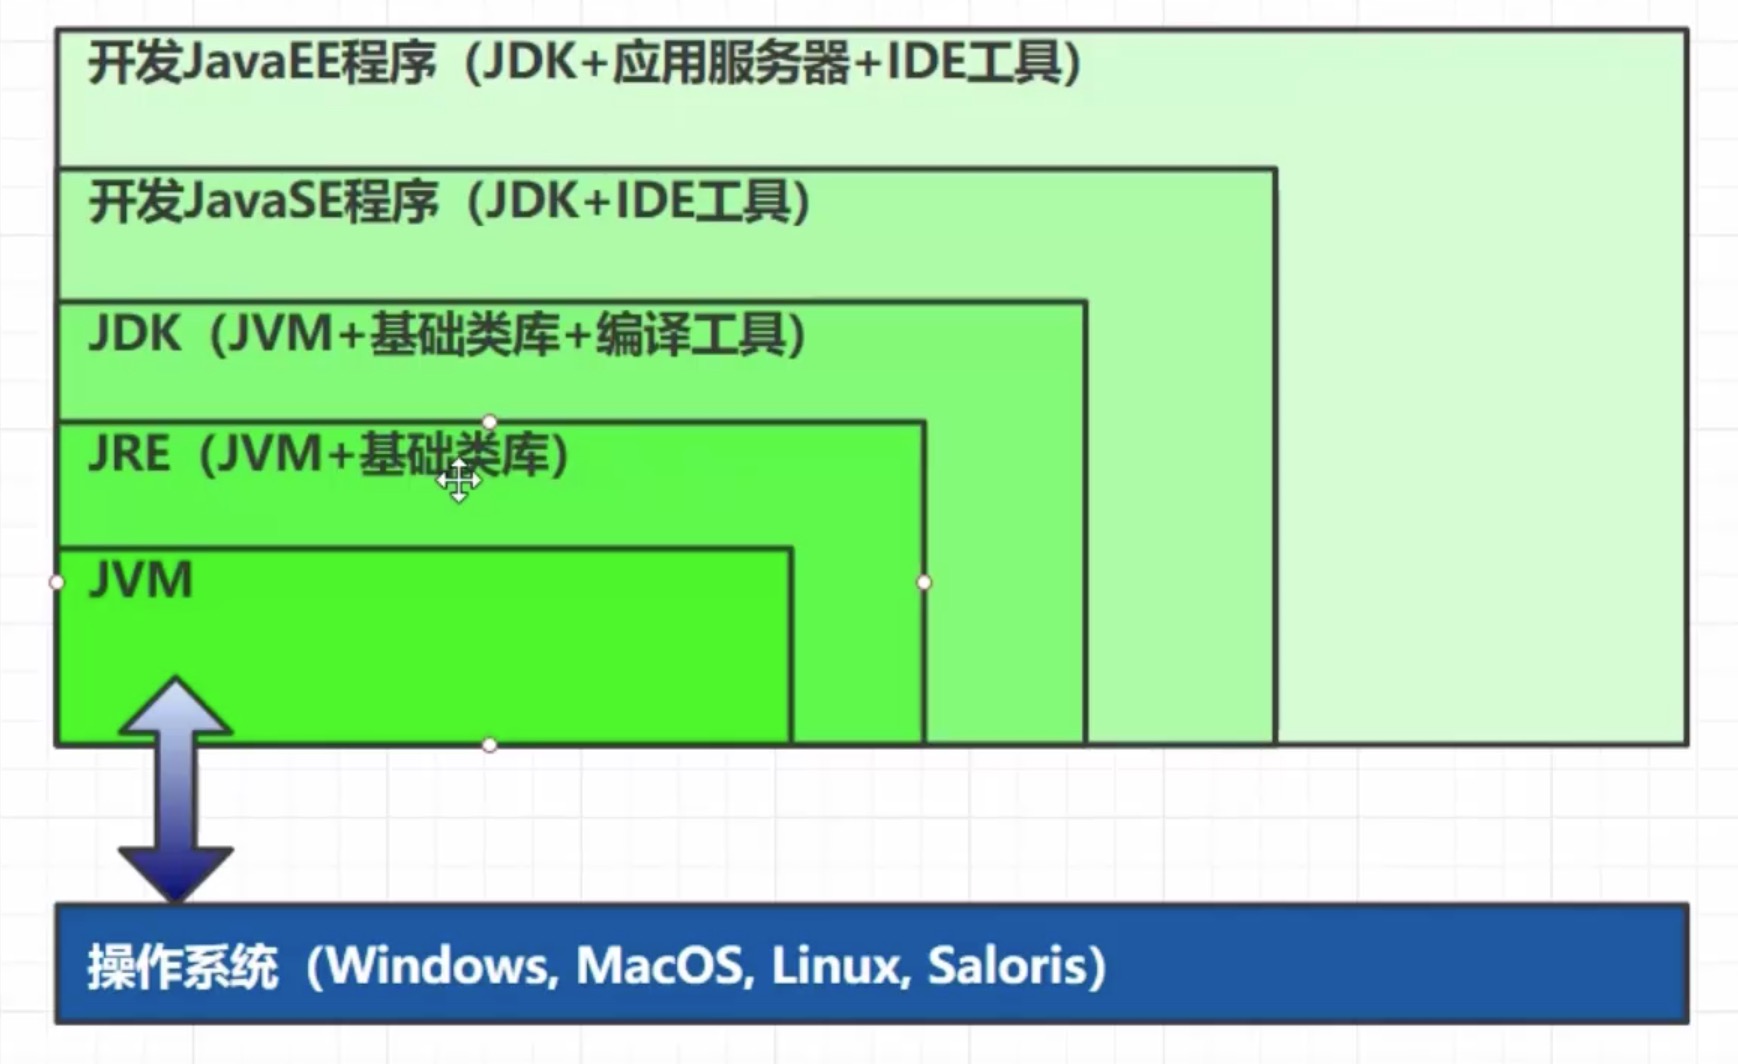 开发JavaEE程序（JDK+应用服务器+IDE工具）
开发JavaSE程序（JDK+IDE工具）
JDK（JVM+基础类库+编译工具）
JRE（JVM+基础类库）
JVM
操作系统（Windows, MacOS, Linux, Saloris）